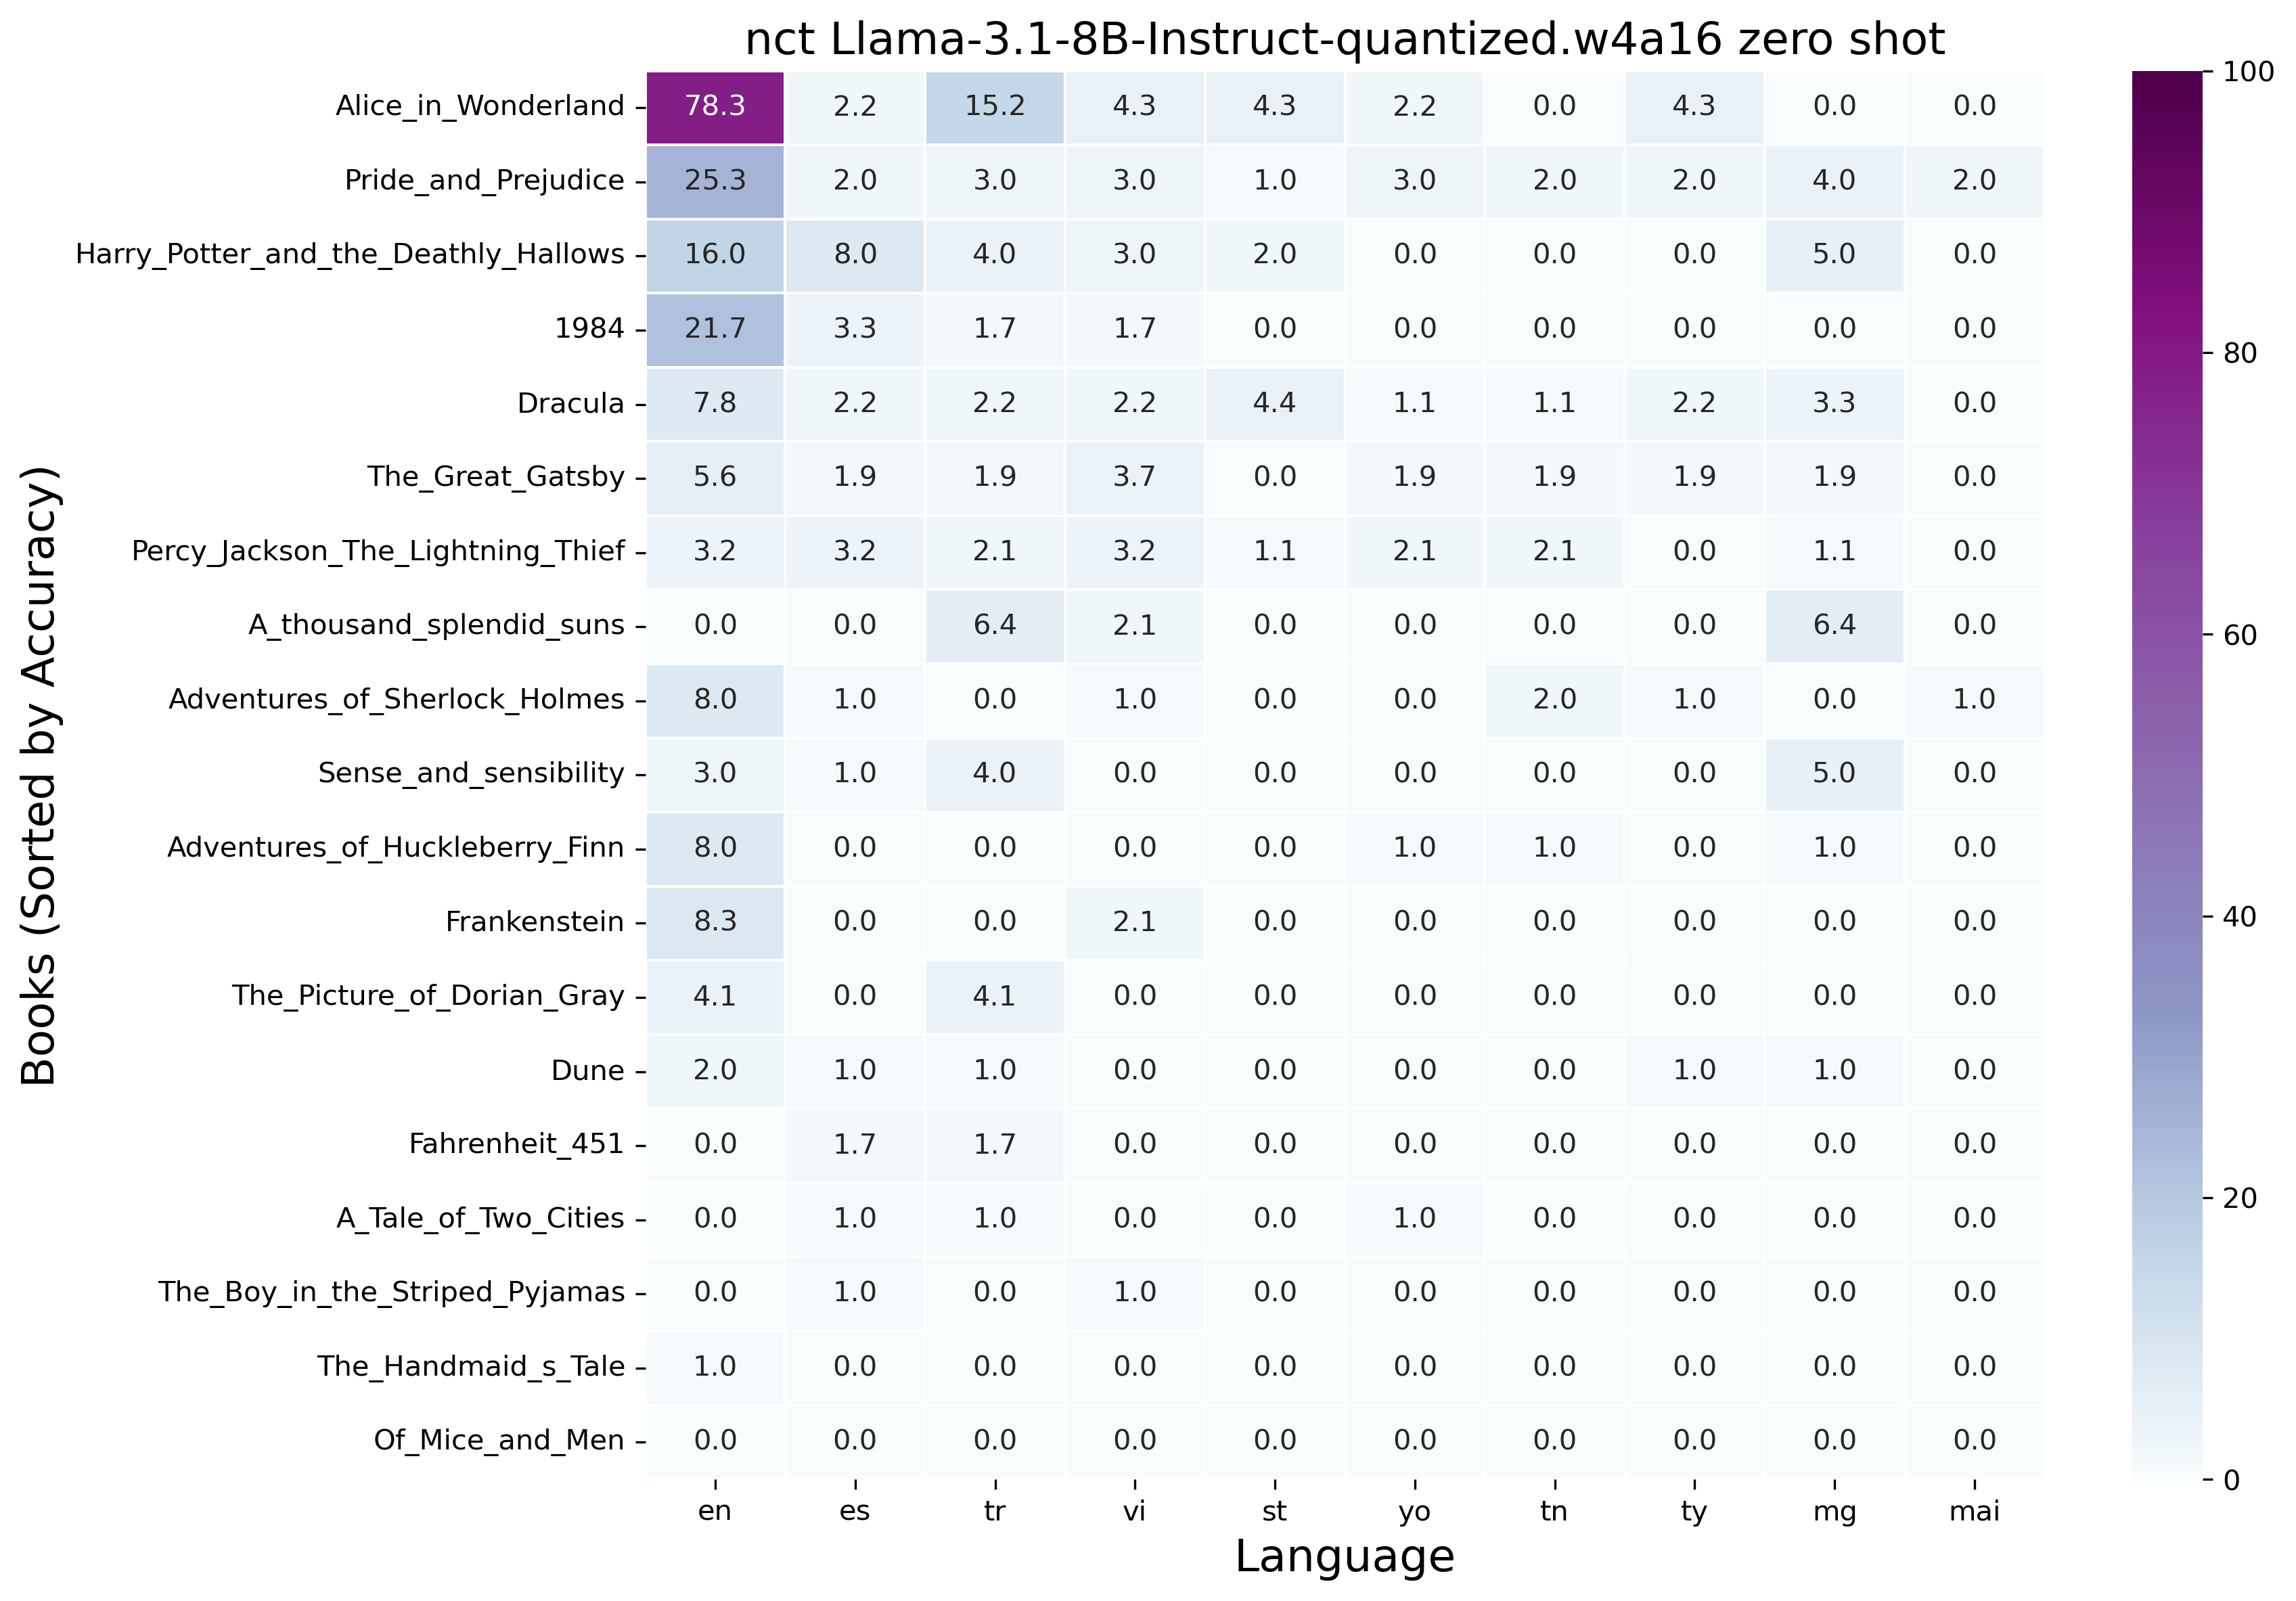 nct Llama-3.1-8B-Instruct-quantized.w4a16 zero shot
Books (Sorted by Accuracy)
Alice_in_Wonderland 78.3 2.2 15.2 4.3 4.3 2.2 0.0 4.3 0.0 0.0
Pride_and_Prejudice 25.3 2.0 3.0 3.0 1.0 3.0 2.0 2.0 4.0 2.0
Harry_Potter_and_the_Deathly_Hallows 16.0 8.0 4.0 3.0 2.0 0.0 0.0 0.0 5.0 0.0
1984 21.7 3.3 1.7 1.7 0.0 0.0 0.0 0.0 0.0 0.0
Dracula 7.8 2.2 2.2 2.2 4.4 1.1 1.1 2.2 3.3 0.0
The_Great_Gatsby 5.6 1.9 1.9 3.7 0.0 1.9 1.9 1.9 1.9 0.0
Percy_Jackson_The_Lightning_Thief 3.2 3.2 2.1 3.2 1.1 2.1 2.1 0.0 1.1 0.0
A_thousand_splendid_suns 0.0 0.0 6.4 2.1 0.0 0.0 0.0 0.0 6.4 0.0
Adventures_of_Sherlock_Holmes 8.0 1.0 0.0 1.0 0.0 0.0 2.0 1.0 0.0 1.0
Sense_and_sensibility 3.0 1.0 4.0 0.0 0.0 0.0 0.0 0.0 5.0 0.0
Adventures_of_Huckleberry_Finn 8.0 0.0 0.0 0.0 0.0 1.0 1.0 0.0 1.0 0.0
Frankenstein 8.3 0.0 0.0 2.1 0.0 0.0 0.0 0.0 0.0 0.0
The_Picture_of_Dorian_Gray 4.1 0.0 4.1 0.0 0.0 0.0 0.0 0.0 0.0 0.0
Dune 2.0 1.0 1.0 0.0 0.0 0.0 0.0 1.0 1.0 0.0
Fahrenheit_451 0.0 1.7 1.7 0.0 0.0 0.0 0.0 0.0 0.0 0.0
A_Tale_of_Two_Cities 0.0 1.0 1.0 0.0 0.0 1.0 0.0 0.0 0.0 0.0
The_Boy_in_the_Striped_Pyjamas 0.0 1.0 0.0 1.0 0.0 0.0 0.0 0.0 0.0 0.0
The_Handmaid_s_Tale 1.0 0.0 0.0 0.0 0.0 0.0 0.0 0.0 0.0 0.0
Of_Mice_and_Men 0.0 0.0 0.0 0.0 0.0 0.0 0.0 0.0 0.0 0.0
en es tr vi st yo tn ty mg mai
Language
100
80
60
40
20
0